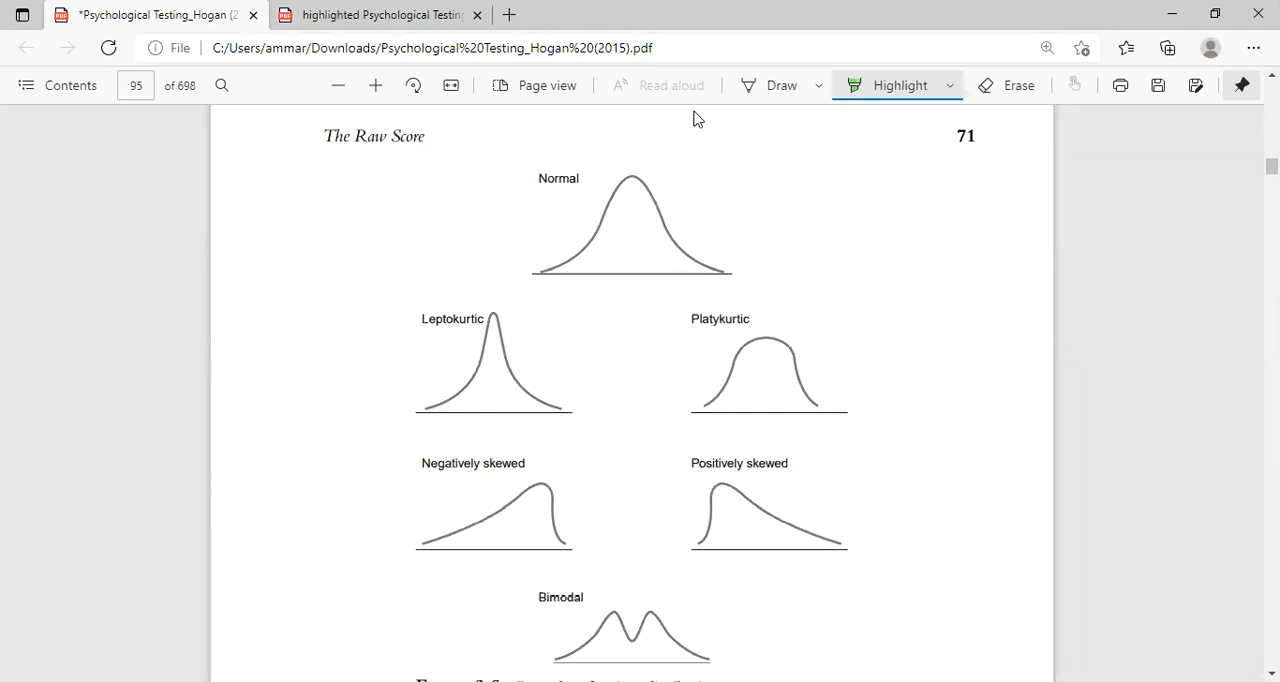 *Psychological Testing_Hogan (2
highlighted Psychological Testing
File
C:/Users/ammar/Downloads/Psychological%20Testing_Hogan%20(2015).pdf
Contents
95
of 698
Page view
Read aloud
Draw
Highlight
Erase
The Raw Score
71
Normal
Leptokurtic
Platykurtic
Negatively skewed
Positively skewed
Bimodal